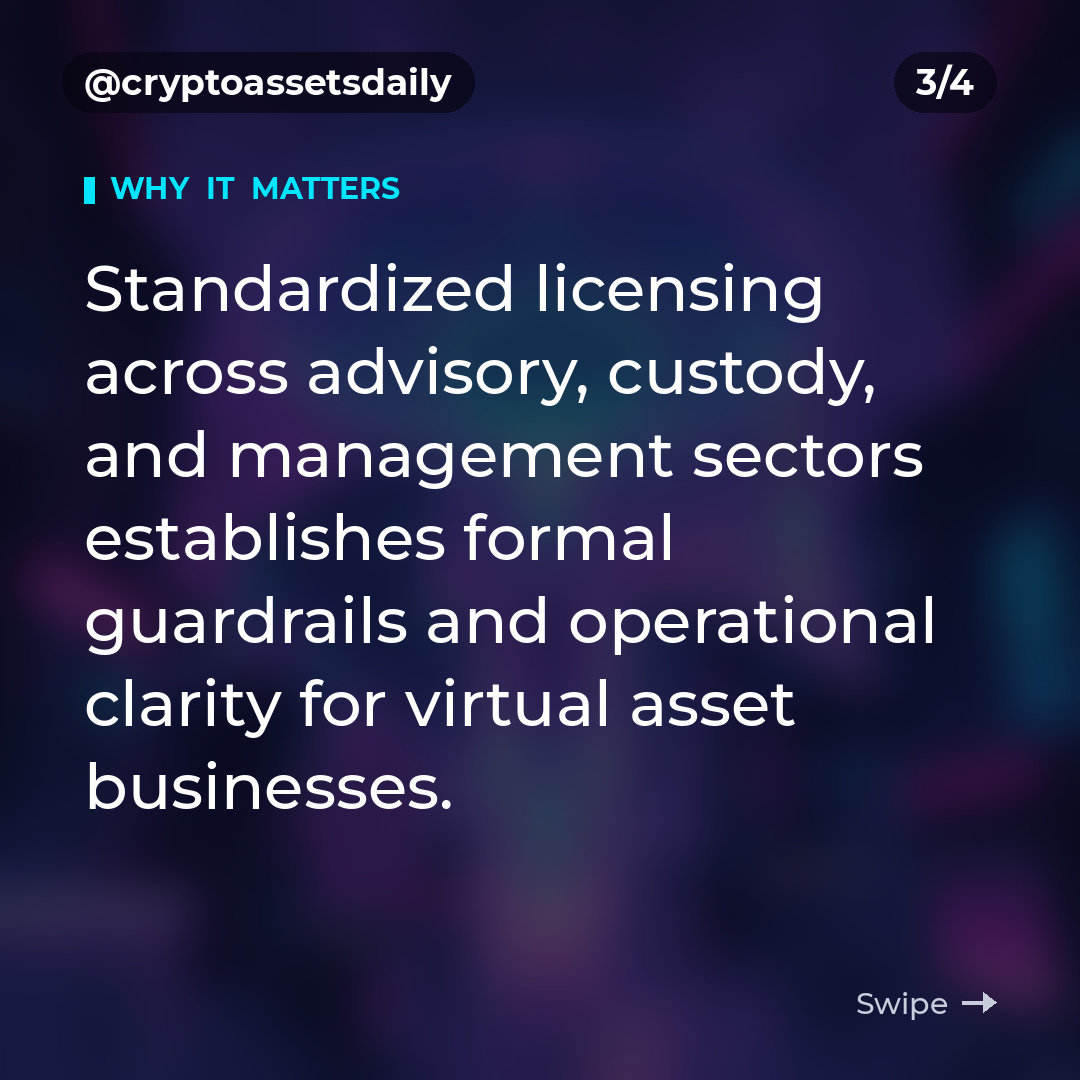 @cryptoassetsdaily
3/4
WHY IT MATTERS
Standardized licensing
across advisory, custody,
and management sectors
establishes formal
guardrails and operational
clarity for virtual asset
businesses.
Swipe